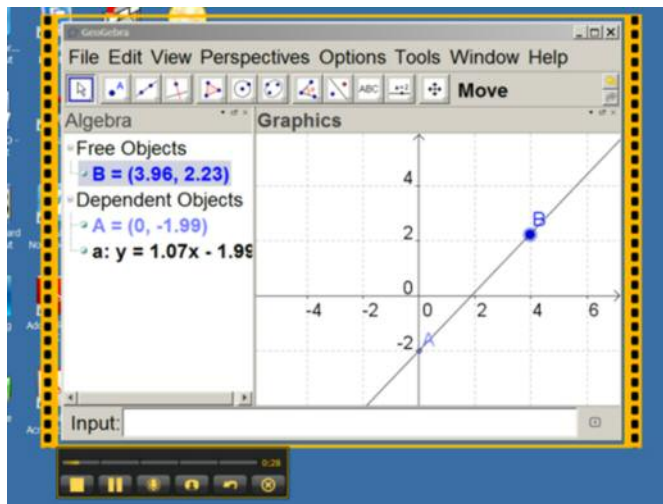 GeoGebra
File Edit View Perspectives Options Tools Window Help
ABC
a=2
Move
Algebra
Graphics
Free Objects
B = (3.96, 2.23)
Dependent Objects
A = (0, -1.99)
a: y = 1.07x - 1.99
4
2
0
-2
-4
-2
0
2
4
6
B
A
Input:
0:28